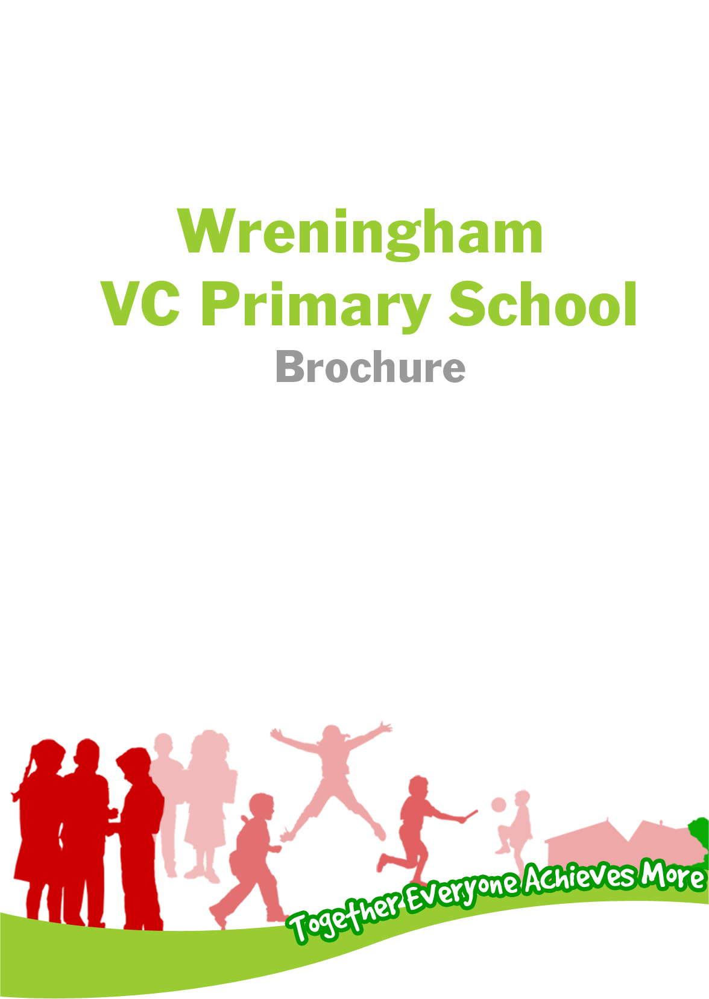 Wreningham
VC Primary School
Brochure
Together Everyone Achieves More